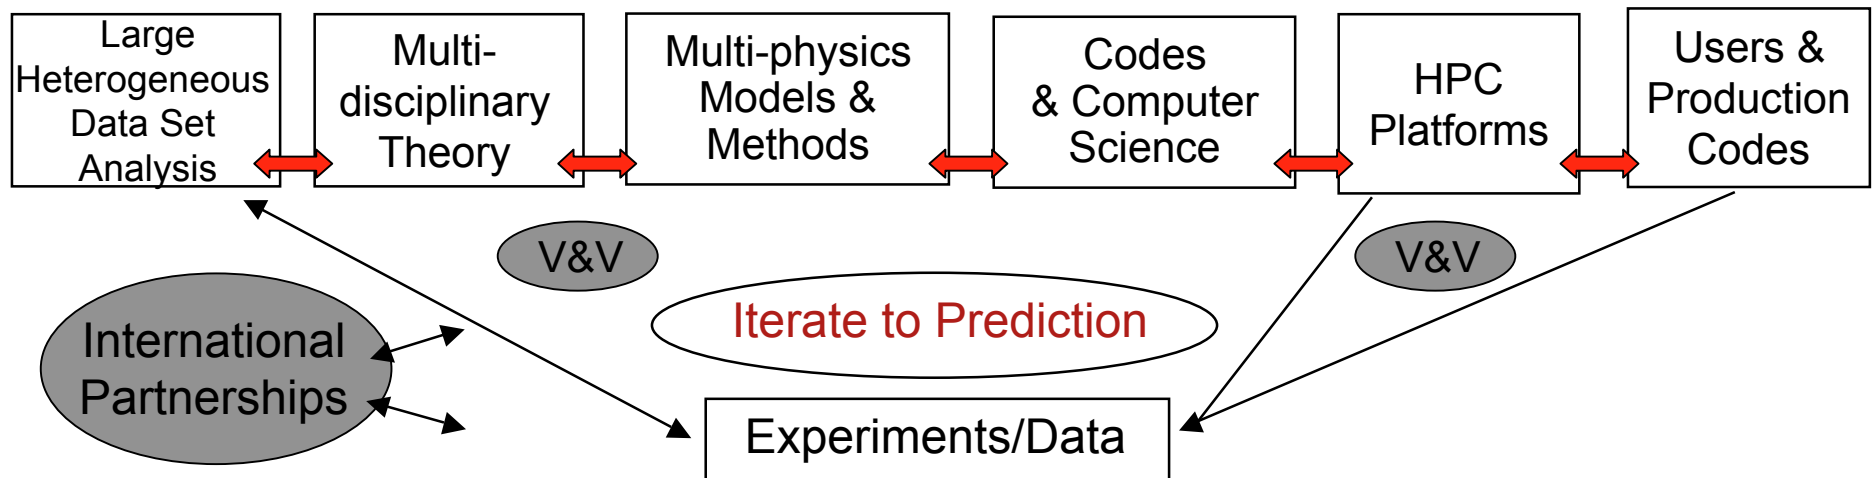 Large
Heterogeneous
Data Set
Analysis
Multi-
disciplinary
Theory
Multi-physics
Models &
Methods
Codes
& Computer
Science
HPC
Platforms
Users &
Production
Codes
V&V
V&V
Iterate to Prediction
International
Partnerships
Experiments/Data